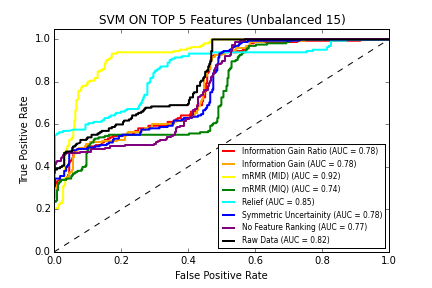 SVM ON TOP 5 Features (Unbalanced 15)
True Positive Rate
1.0
0.8
0.6
0.4
0.2
0.0
Information Gain Ratio (AUC = 0.78)
Information Gain (AUC = 0.78)
mRMR (MID) (AUC = 0.92)
mRMR (MIQ) (AUC = 0.74)
Relief (AUC = 0.85)
Symmetric Uncertainity (AUC = 0.78)
No Feature Ranking (AUC = 0.77)
Raw Data (AUC = 0.82)
0.0 0.2 0.4 0.6 0.8 1.0
False Positive Rate